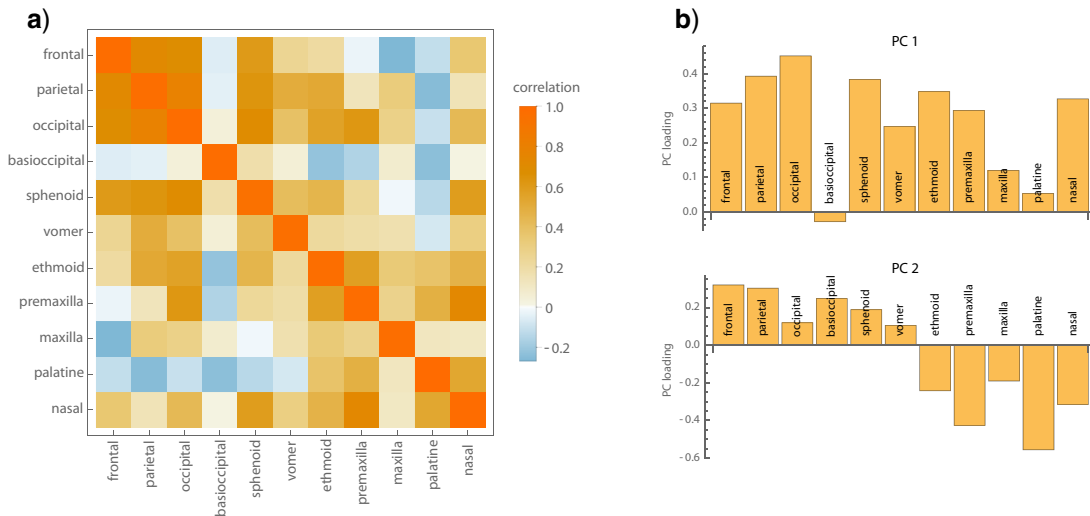 a)
frontal
parietal
occipital
basioccipital
sphenoid
vomer
ethmoid
premaxilla
maxilla
palatine
nasal
frontal
parietal
occipital
basioccipital
sphenoid
vomer
ethmoid
premaxilla
maxilla
palatine
nasal
correlation
1.0
0.8
0.6
0.4
0.2
0
-0.2
b)
PC 1
PC loading
0.4
0.3
0.2
0.1
0.0
frontal
parietal
occipital
basioccipital
sphenoid
vomer
ethmoid
premaxilla
maxilla
palatine
nasal
PC 2
PC loading
0.2
0.0
-0.2
-0.4
-0.6
frontal
parietal
occipital
basioccipital
sphenoid
vomer
ethmoid
premaxilla
maxilla
palatine
nasal